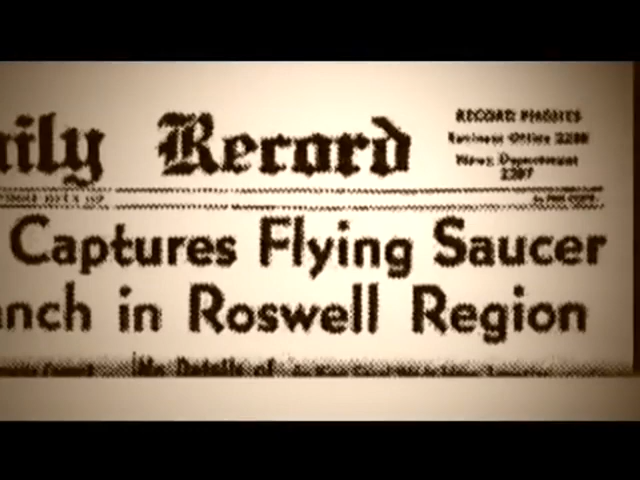 ily Record
RECORD PHONES
Business Office 2288
News Department
2287
Captures Flying Saucer
anch in Roswell Region
No Details of